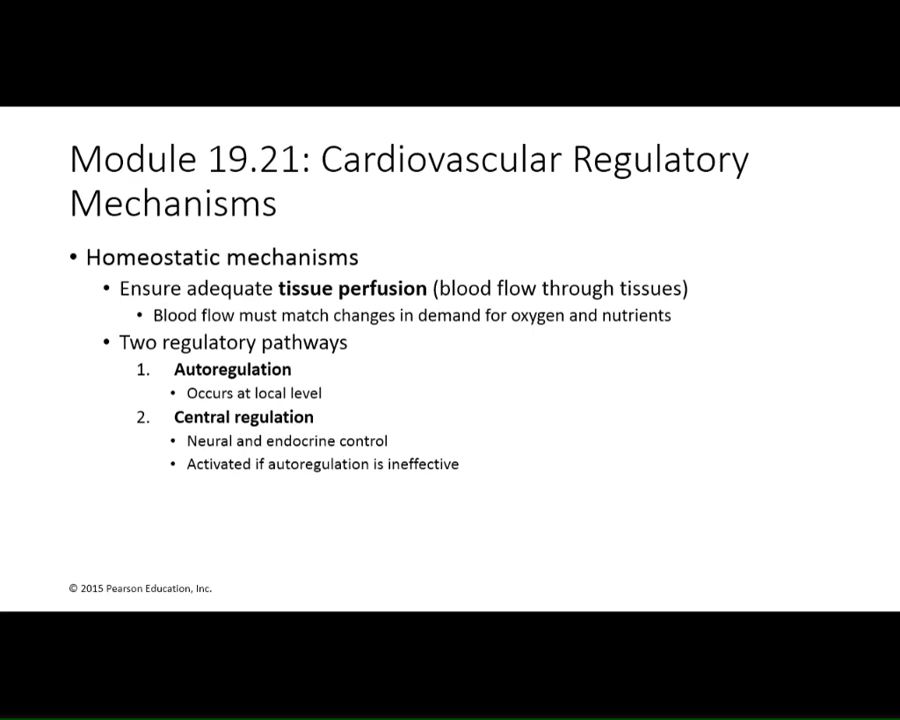 Module 19.21: Cardiovascular Regulatory
Mechanisms
• Homeostatic mechanisms
• Ensure adequate tissue perfusion (blood flow through tissues)
• Blood flow must match changes in demand for oxygen and nutrients
• Two regulatory pathways
1. Autoregulation
• Occurs at local level
2. Central regulation
• Neural and endocrine control
• Activated if autoregulation is ineffective
© 2015 Pearson Education, Inc.